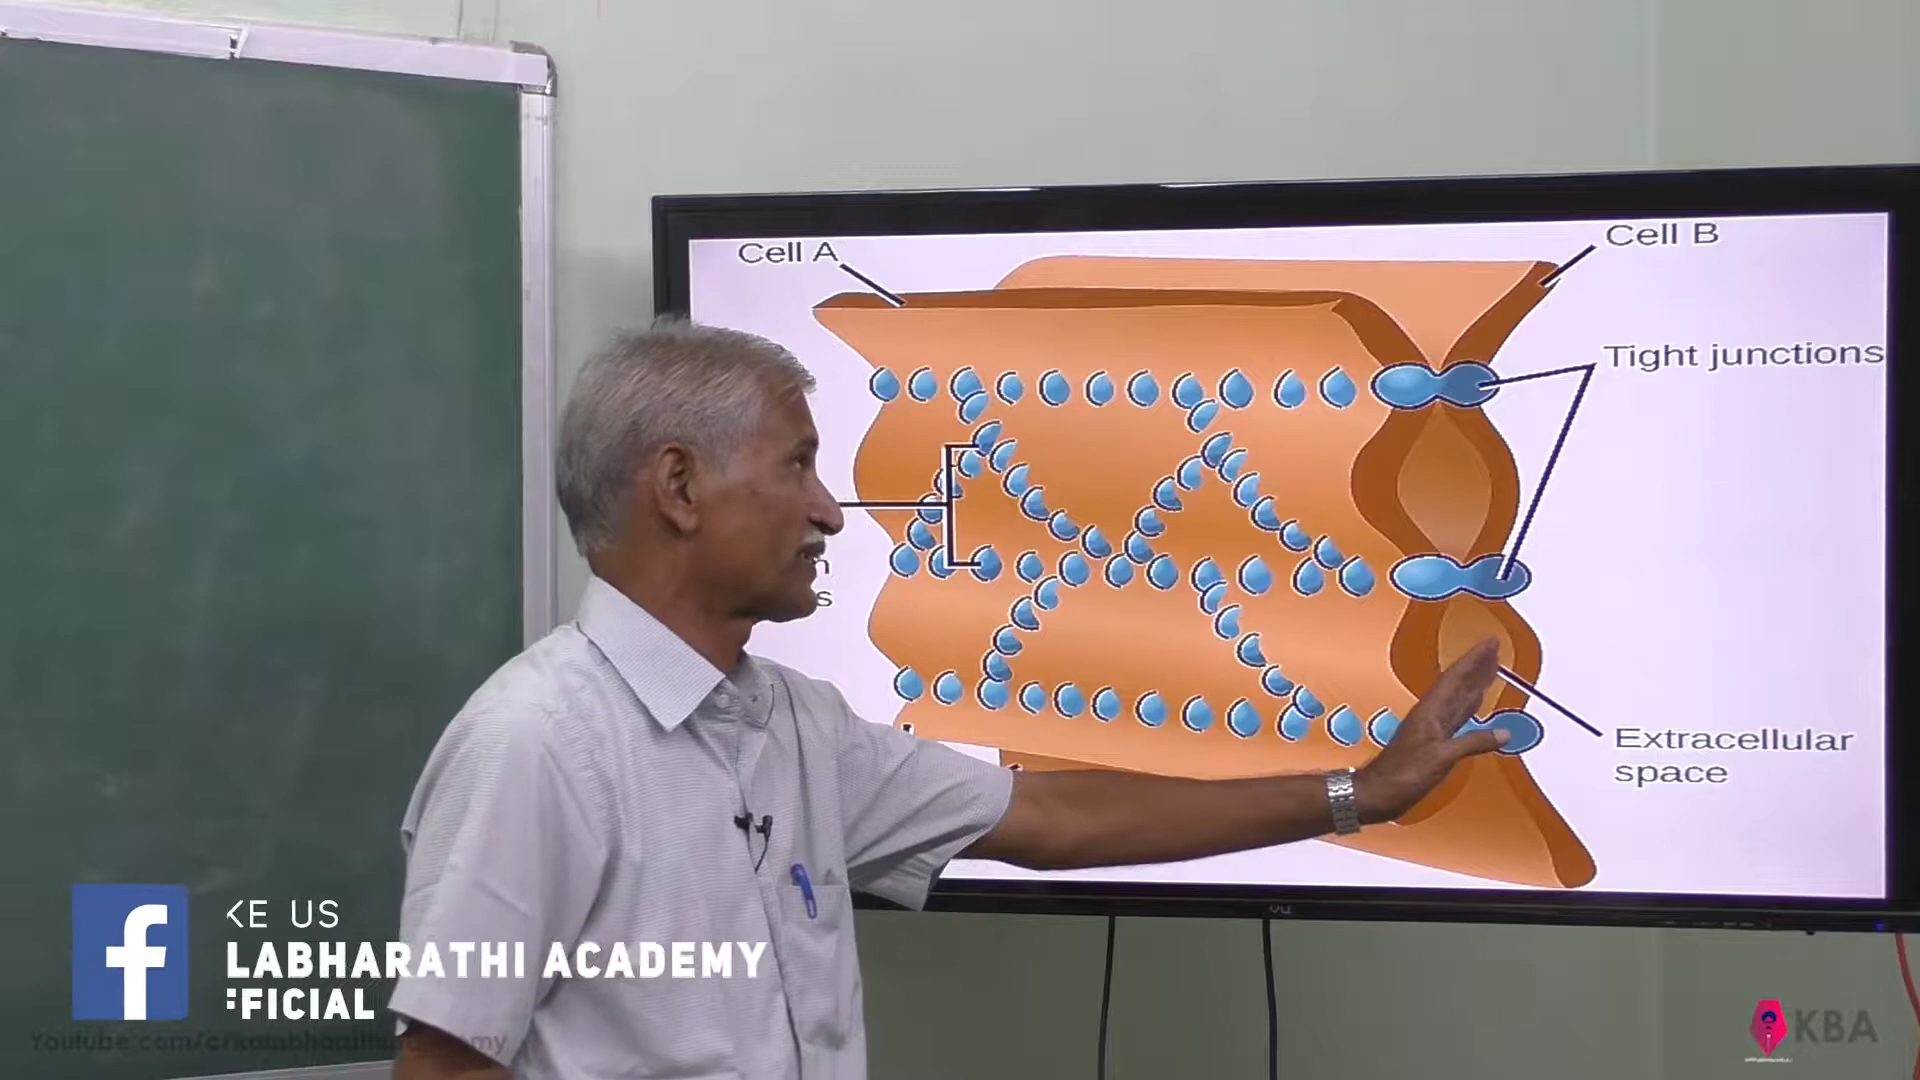 Cell A
Cell B
Tight junctions
Extracellular
space
KE US
LABHARATHI ACADEMY
FICIAL
KBA